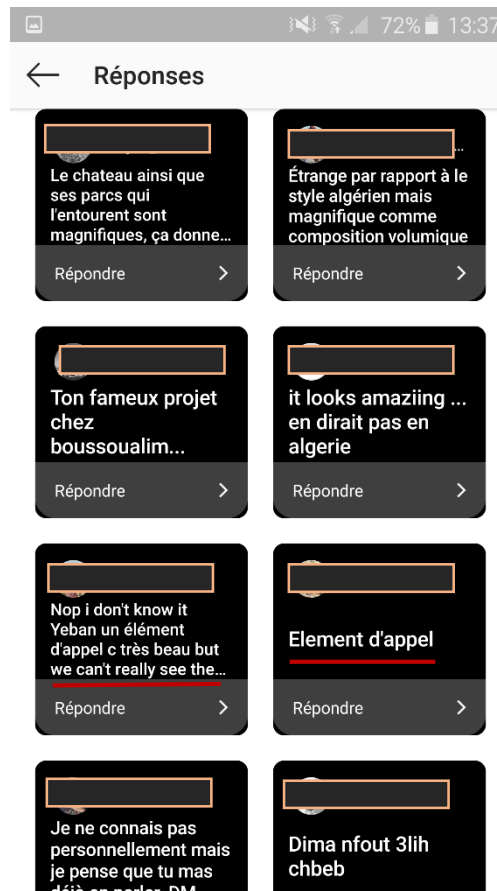 72% 13:37
Réponses
Le chateau ainsi que
ses parcs qui
l'entourent sont
magnifiques, ça donne...
Répondre
...
Étrange par rapport à le
style algérien mais
magnifique comme
composition volumique
Répondre
Ton fameux projet
chez
boussoualim...
Répondre
it looks amaziing ...
en dirait pas en
algerie
Répondre
Nop i don't know it
Yeban un élément
d'appel c très beau but
we can't really see the...
Répondre
Element d'appel
Répondre
Je ne connais pas
personnellement mais
je pense que tu mas
déjà en parler. DM
Dima nfout 3lih
chbeb